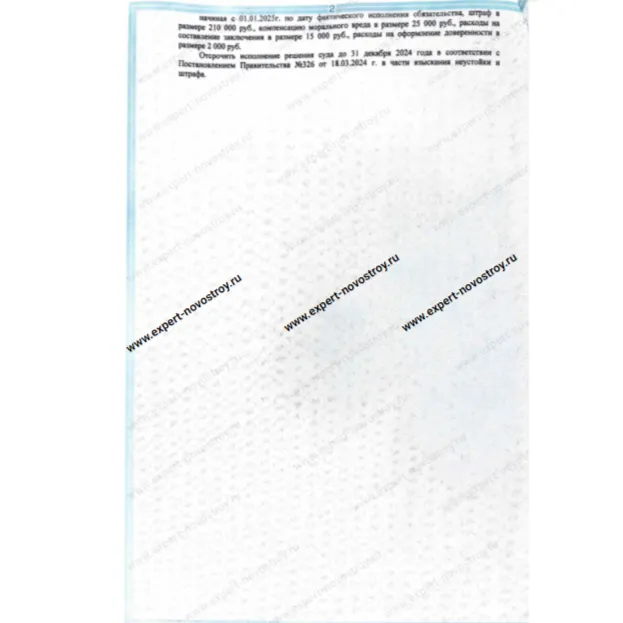 2
начиная с 01.01.2025г. по дату фактического исполнения обязательства, штраф в
размере 210 000 руб., компенсацию морального вреда в размере 25 000 руб., расходы на
составление заключения в размере 15 000 руб., расходы на оформление доверенности в
размере 2 000 руб.
Отсрочить исполнение решения суда до 31 декабря 2024 года в соответствии с
Постановлением Правительства №326 от 18.03.2024 г. в части взыскания неустойки и
штрафа.
www.expert-novostroy.ru
www.expert-novostroy.ru
www.expert-novostroy.ru